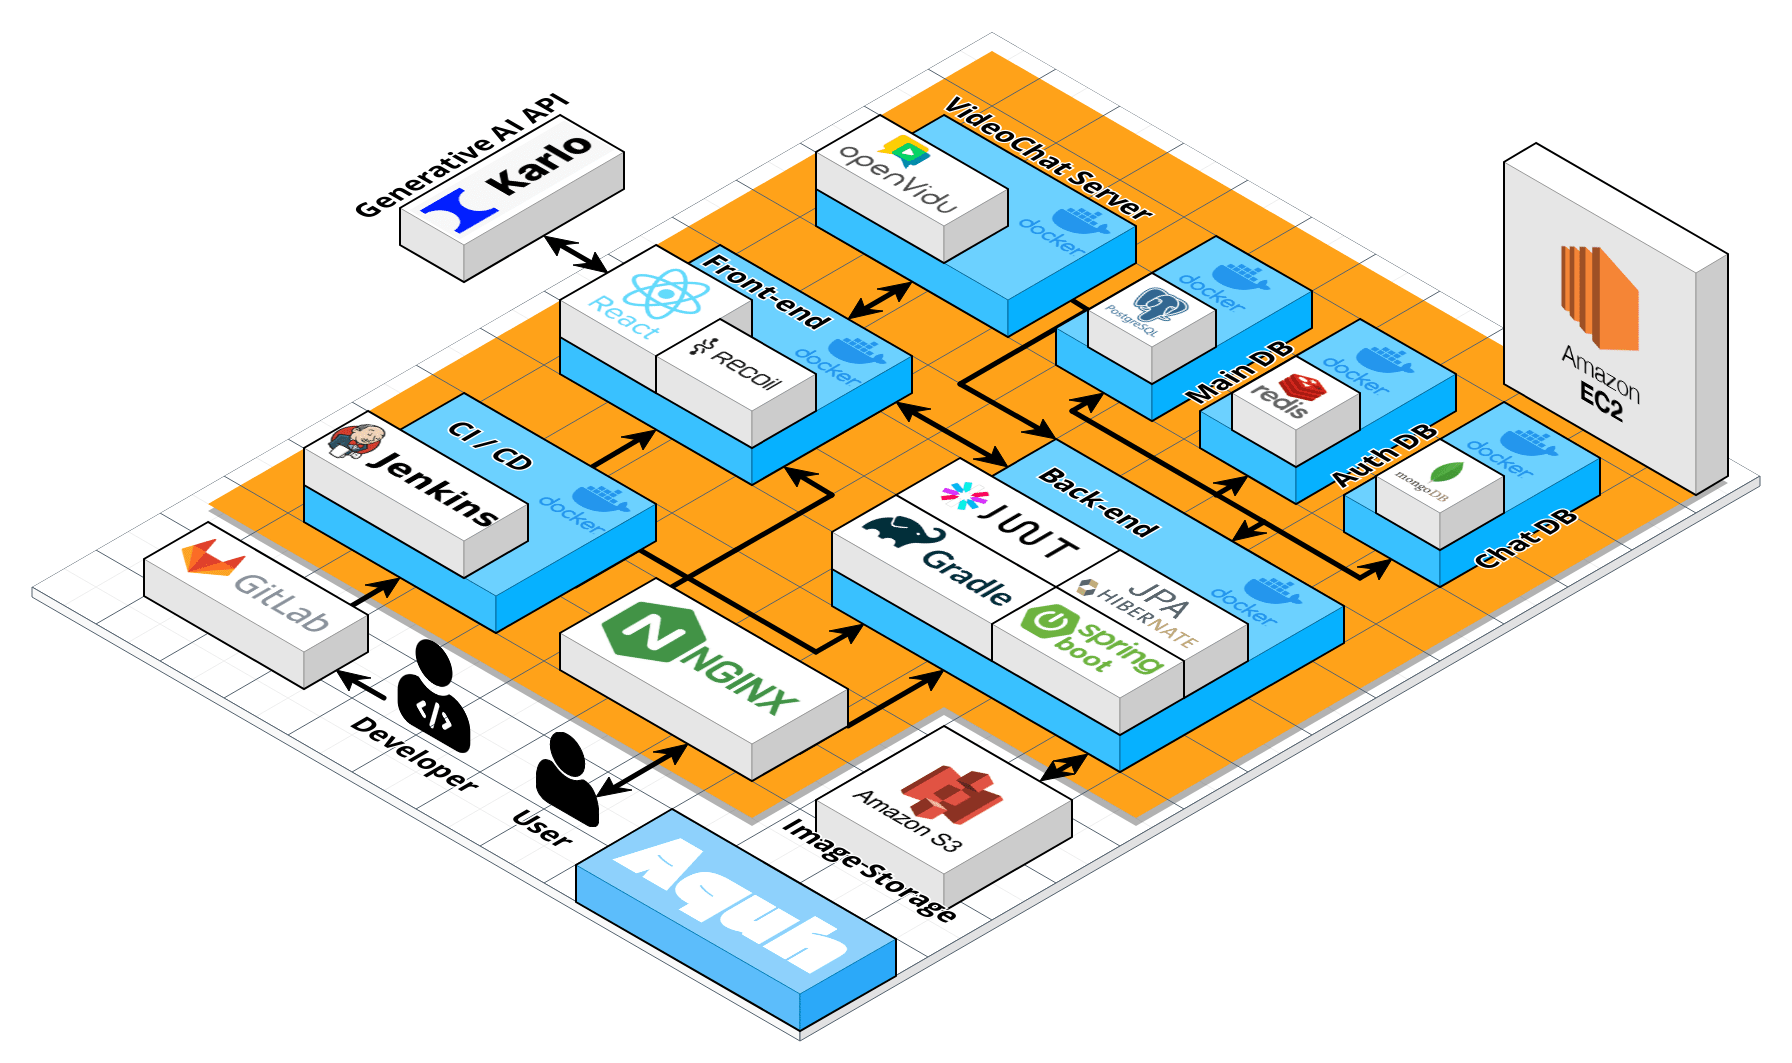 Generative AI API
Karlo
VideoChat Server
openVidu
docker
Front-end
React
Recoil
docker
PostgreSQL
docker
Main-DB
redis
docker
Auth-DB
mongoDB
docker
Chat-DB
Amazon
EC2
CI / CD
Jenkins
docker
Back-end
JUnit
Gradle
JPA
HIBERNATE
spring
boot
docker
GitLab
NGINX
Developer
User
Amazon S3
Image-Storage
Aquh